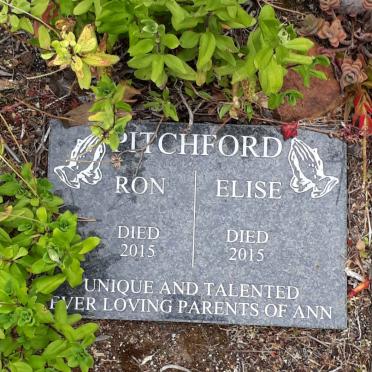 PITCHFORD
RON
DIED
2015
ELISE
DIED
2015
UNIQUE AND TALENTED
EVER LOVING PARENTS OF ANN